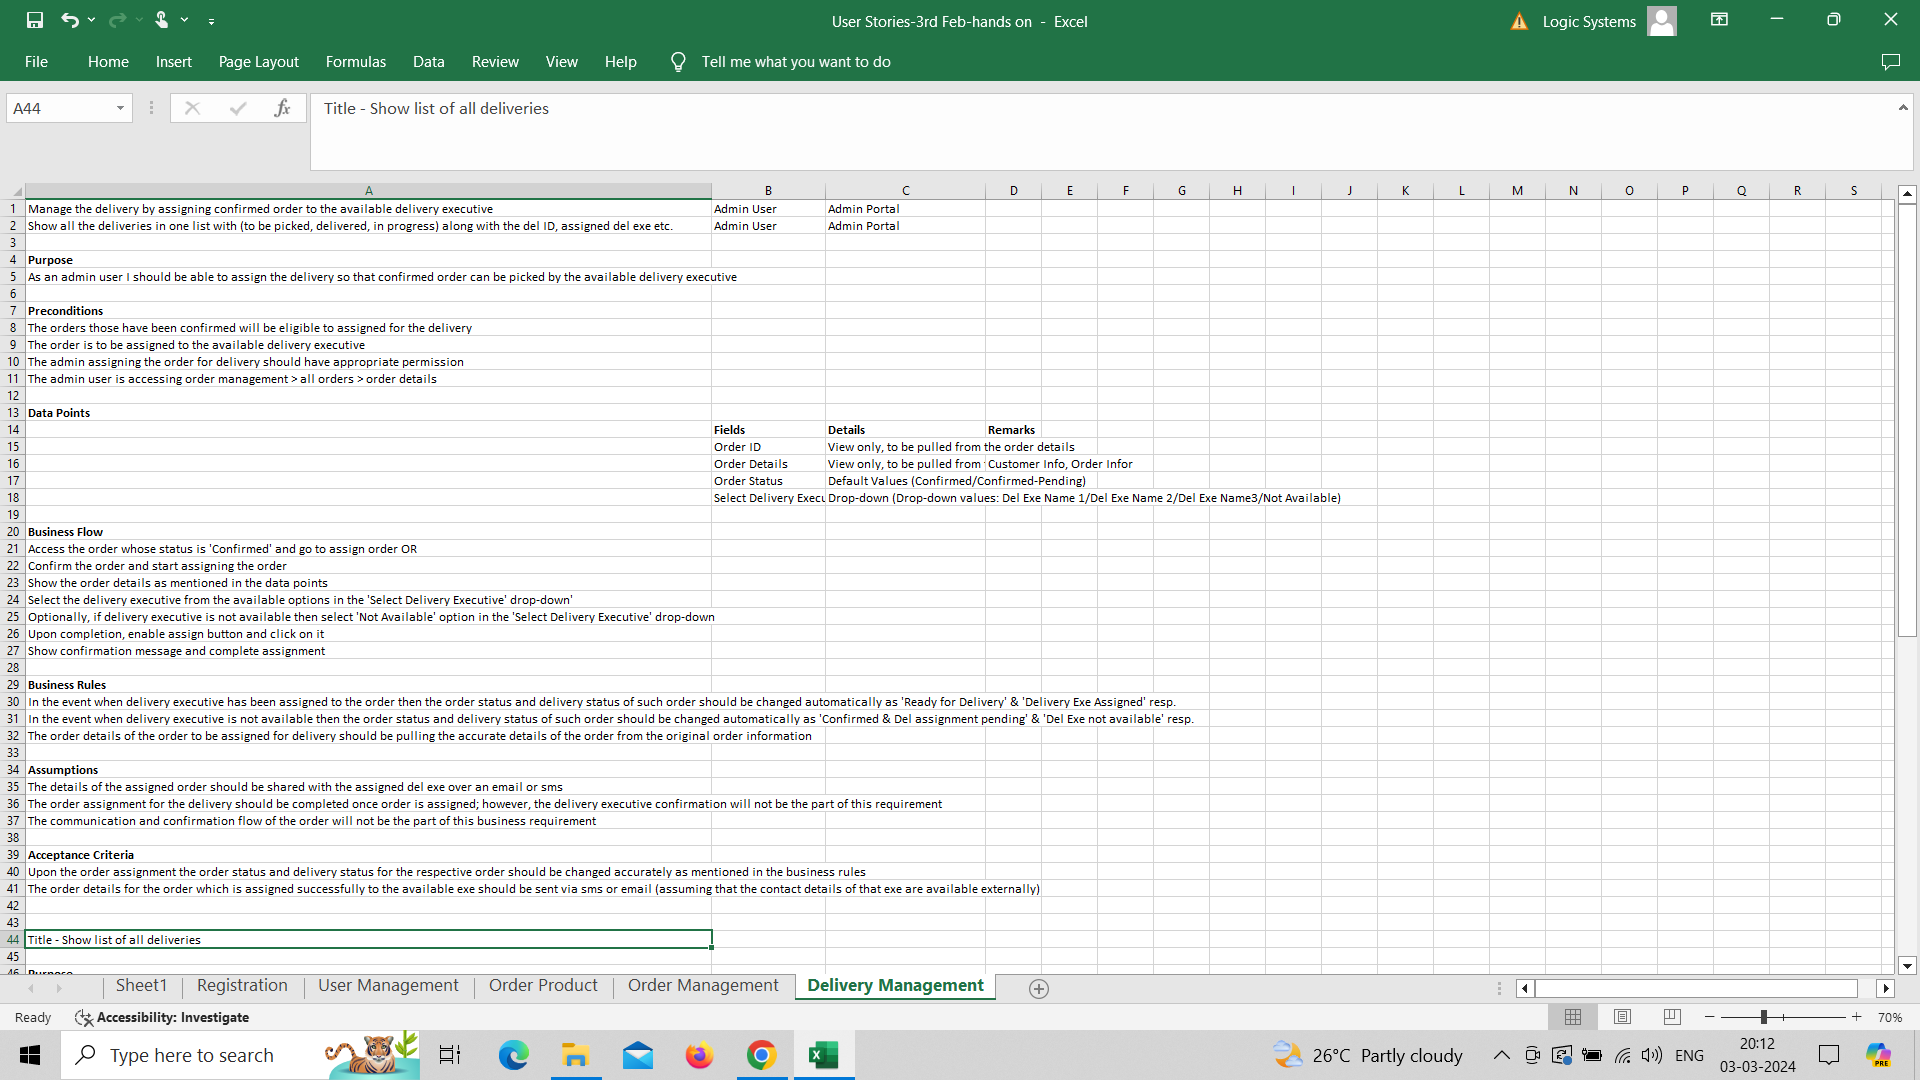 User Stories-3rd Feb-hands on - Excel
Logic Systems
File Home Insert Page Layout Formulas Data Review View Help Tell me what you want to do
A44
fx
Title - Show list of all deliveries
A B C D E F G H I J K L M N O P Q R S
1 Manage the delivery by assigning confirmed order to the available delivery executive Admin User Admin Portal
2 Show all the deliveries in one list with (to be picked, delivered, in progress) along with the del ID, assigned del exe etc. Admin User Admin Portal
3
4 Purpose
5 As an admin user I should be able to assign the delivery so that confirmed order can be picked by the available delivery executive
6
7 Preconditions
8 The orders those have been confirmed will be eligible to assigned for the delivery
9 The order is to be assigned to the available delivery executive
10 The admin assigning the order for delivery should have appropriate permission
11 The admin user is accessing order management > all orders > order details
12
13 Data Points
14 Fields Details Remarks
15 Order ID View only, to be pulled from the order details
16 Order Details View only, to be pulled from Customer Info, Order Infor
17 Order Status Default Values (Confirmed/Confirmed-Pending)
18 Select Delivery Execu Drop-down (Drop-down values: Del Exe Name 1/Del Exe Name 2/Del Exe Name3/Not Available)
19
20 Business Flow
21 Access the order whose status is 'Confirmed' and go to assign order OR
22 Confirm the order and start assigning the order
23 Show the order details as mentioned in the data points
24 Select the delivery executive from the available options in the 'Select Delivery Executive' drop-down'
25 Optionally, if delivery executive is not available then select 'Not Available' option in the 'Select Delivery Executive' drop-down
26 Upon completion, enable assign button and click on it
27 Show confirmation message and complete assignment
28
29 Business Rules
30 In the event when delivery executive has been assigned to the order then the order status and delivery status of such order should be changed automatically as 'Ready for Delivery' & 'Delivery Exe Assigned' resp.
31 In the event when delivery executive is not available then the order status and delivery status of such order should be changed automatically as 'Confirmed & Del assignment pending' & 'Del Exe not available' resp.
32 The order details of the order to be assigned for delivery should be pulling the accurate details of the order from the original order information
33
34 Assumptions
35 The details of the assigned order should be shared with the assigned del exe over an email or sms
36 The order assignment for the delivery should be completed once order is assigned; however, the delivery executive confirmation will not be the part of this requirement
37 The communication and confirmation flow of the order will not be the part of this business requirement
38
39 Acceptance Criteria
40 Upon the order assignment the order status and delivery status for the respective order should be changed accurately as mentioned in the business rules
41 The order details for the order which is assigned successfully to the available exe should be sent via sms or email (assuming that the contact details of that exe are available externally)
42
43
44 Title - Show list of all deliveries
45
46 Purpose
Sheet1 Registration User Management Order Product Order Management Delivery Management
Ready Accessibility: Investigate 70%
Type here to search
26°C Partly cloudy
ENG
20:12
03-03-2024
PRE